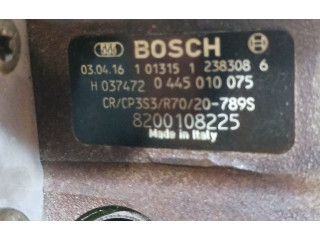 555 BOSCH
03.04.16 1 01315 1 238308 6
H 037472 0 445 010 075
CR/CP3S3/R70/20-789S
8200108225
Made in Italy